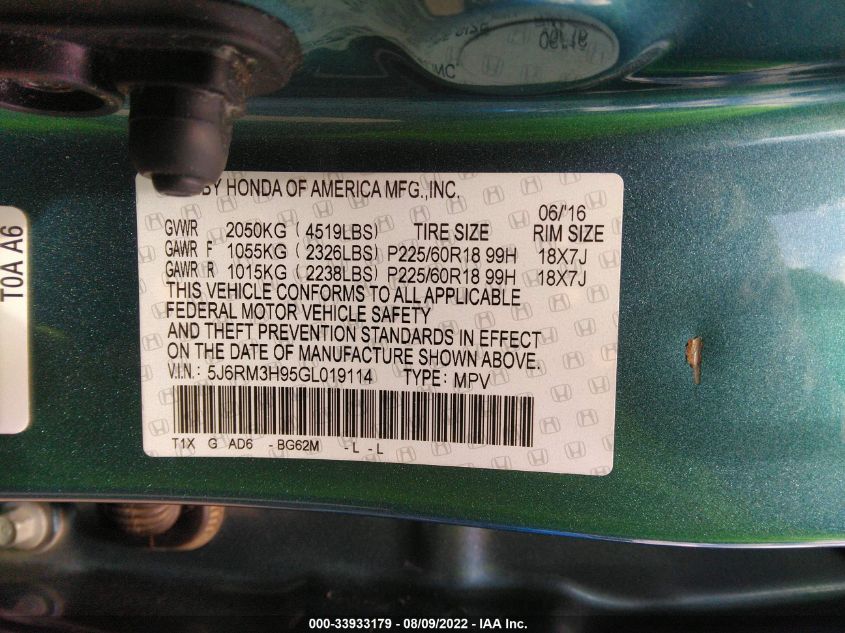 06/16
BY HONDA OF AMERICA MFG., INC.
06/'16
GVWR 2050KG ( 4519LBS) TIRE SIZE RIM SIZE
GAWR F 1055KG ( 2326LBS) P225/60R18 99H 18X7J
GAWR R 1015KG ( 2238LBS) P225/60R18 99H 18X7J
THIS VEHICLE CONFORMS TO ALL APPLICABLE
FEDERAL MOTOR VEHICLE SAFETY
AND THEFT PREVENTION STANDARDS IN EFFECT
ON THE DATE OF MANUFACTURE SHOWN ABOVE.
V.I.N.: 5J6RM3H95GL019114 TYPE: MPV
T1X G AD6 -BG62M -L -L
T0A A6
000-33933179 - 08/09/2022 - IAA Inc.